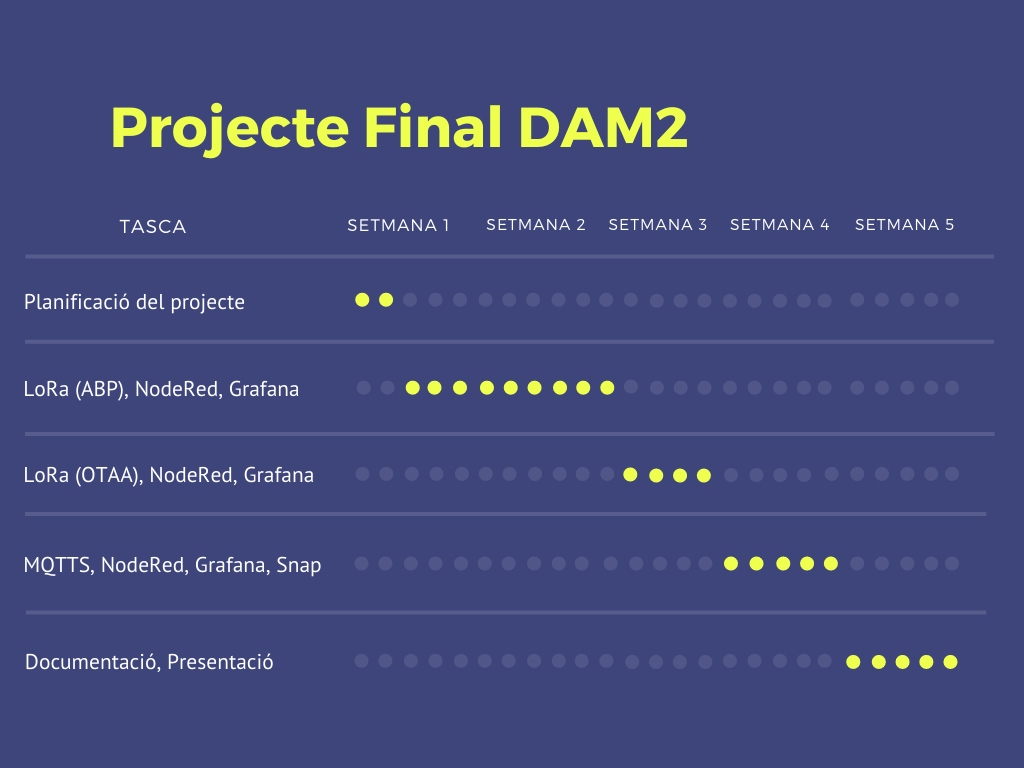 Projecte Final DAM2
TASCA SETMANA 1 SETMANA 2 SETMANA 3 SETMANA 4 SETMANA 5
Planificació del projecte
LoRa (ABP), NodeRed, Grafana
LoRa (OTAA), NodeRed, Grafana
MQTTS, NodeRed, Grafana, Snap
Documentació, Presentació